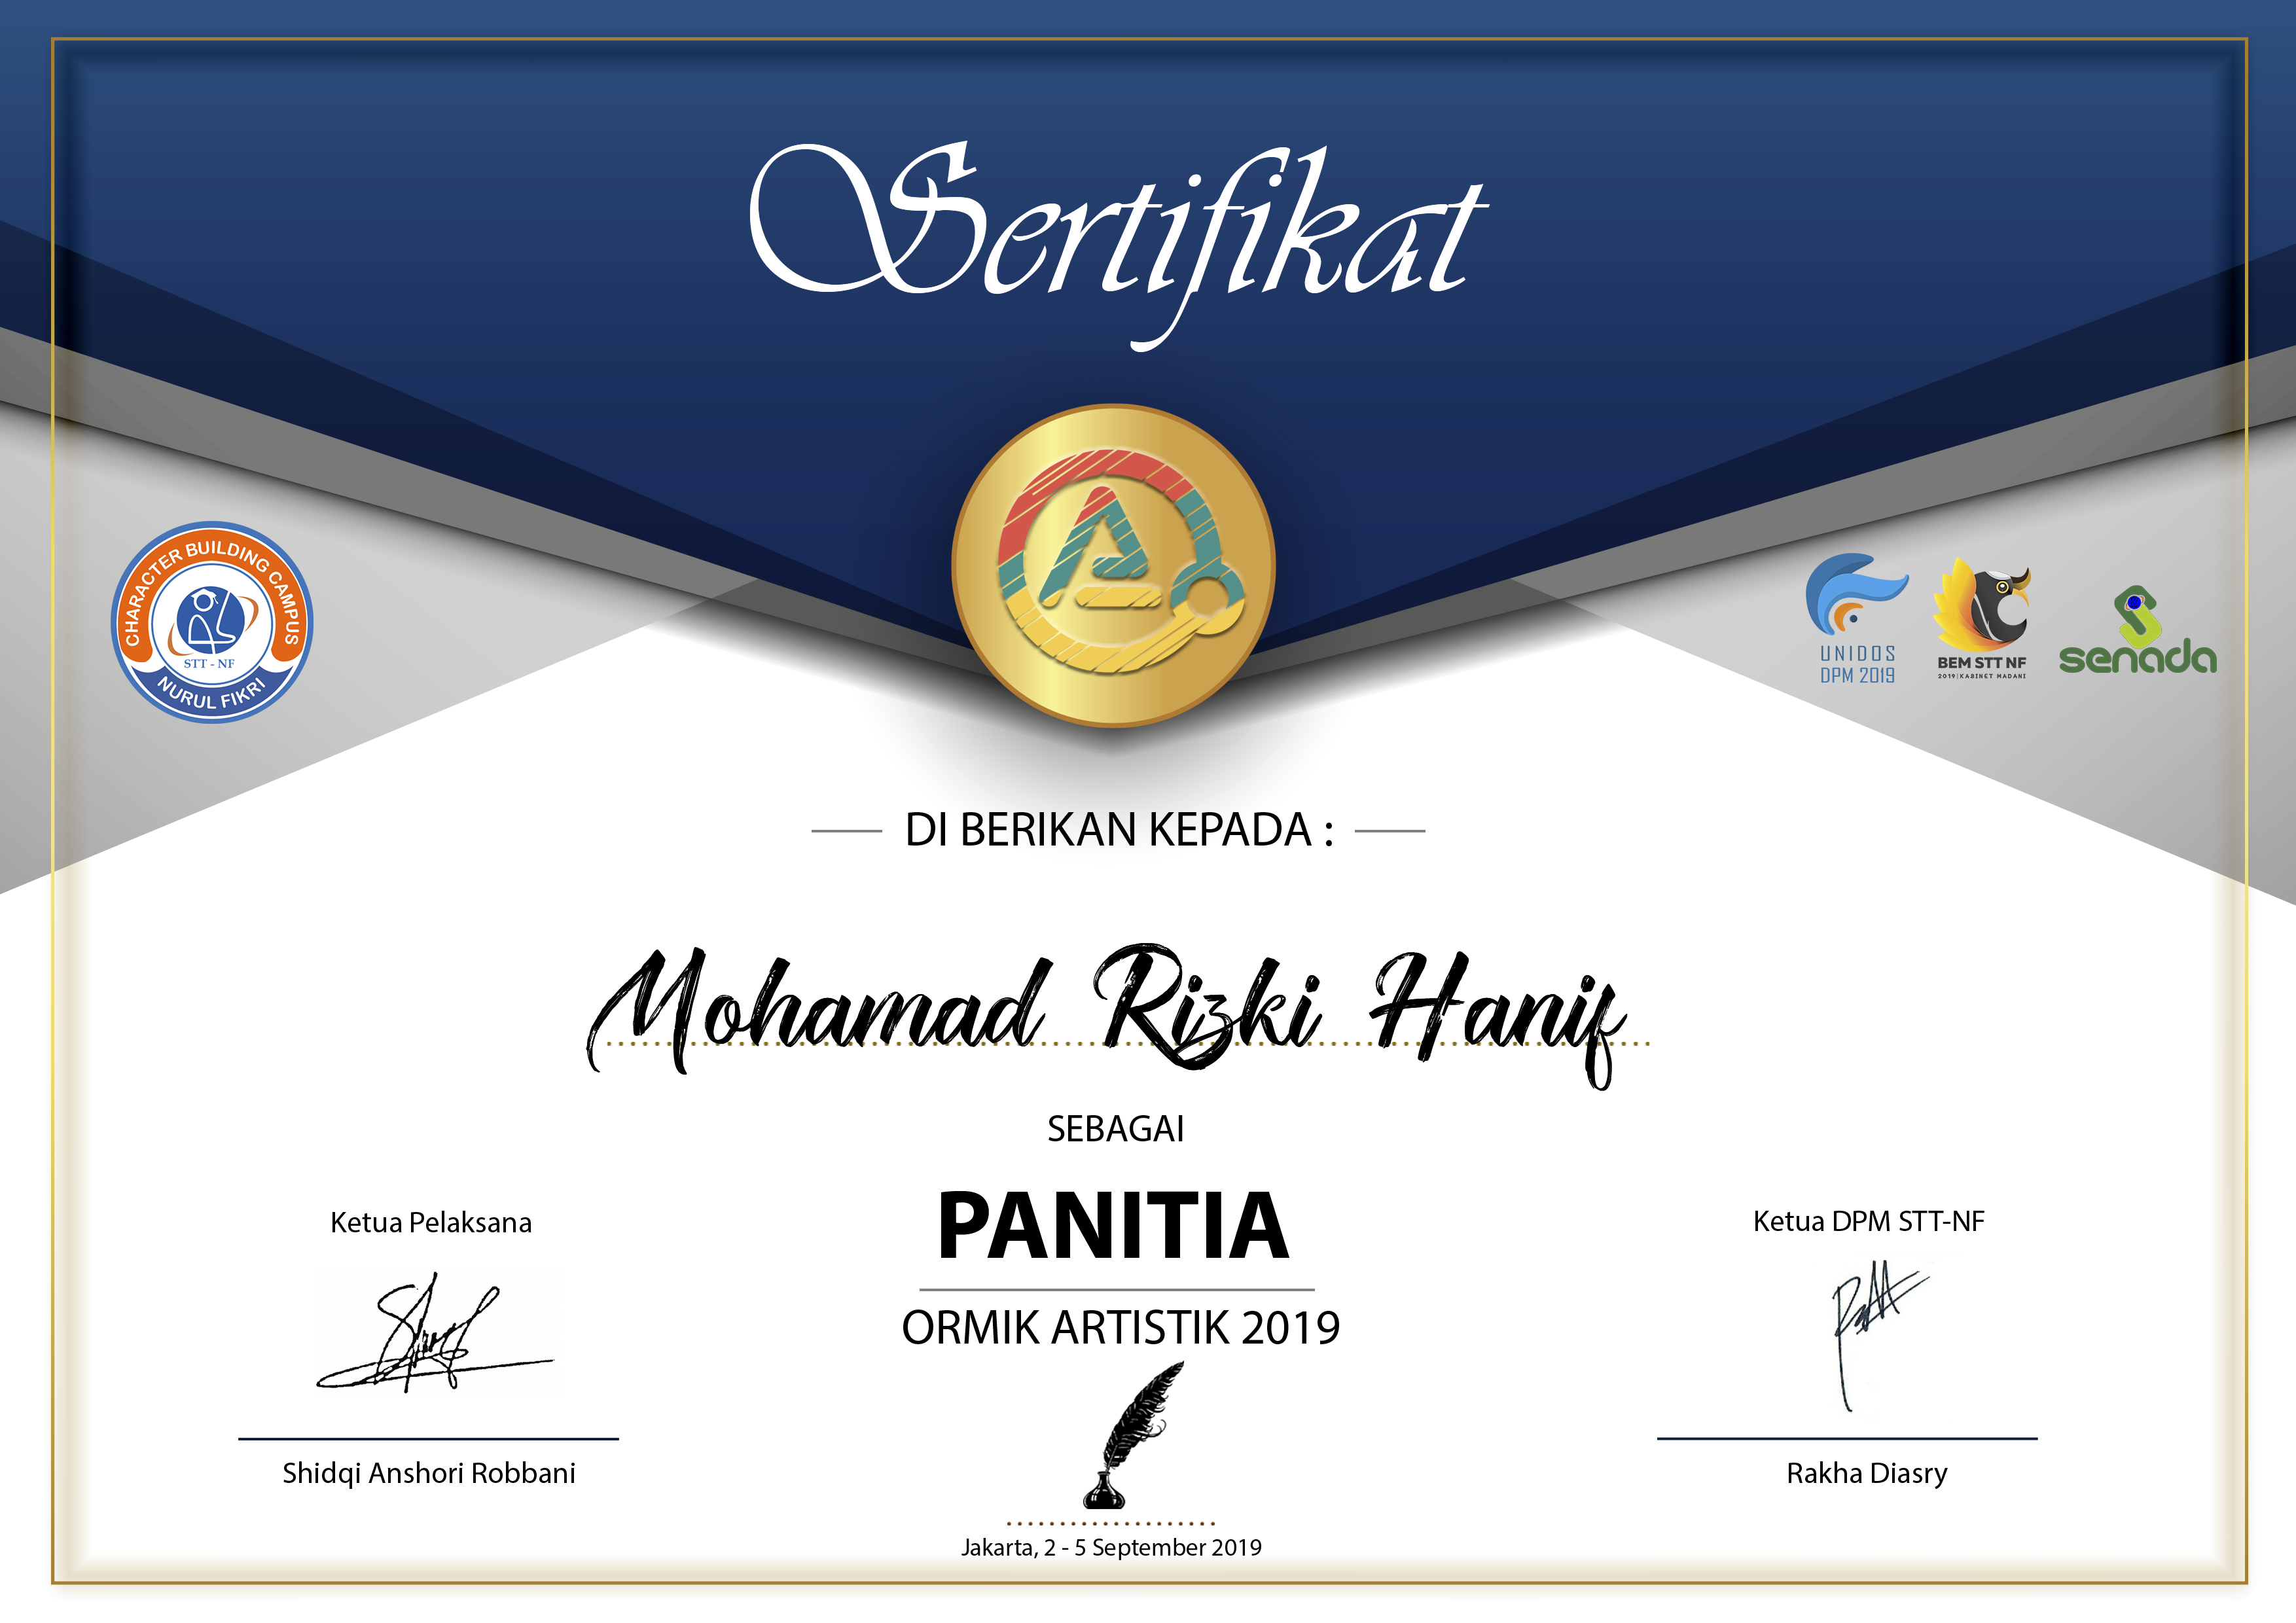 Sertifikat
CHARACTER BUILDING CAMPUS
STT - NF
NURUL FIKRI
A
UNIDOS
DPM 2019
BEM STT NF
2019|KABINET MADANI
senada
DI BERIKAN KEPADA :
Mohamad Rizki Hanif
SEBAGAI
PANITIA
ORMIK ARTISTIK 2019
Ketua Pelaksana
Shidqi Anshori Robbani
Ketua DPM STT-NF
Rakha Diasry
Jakarta, 2 - 5 September 2019